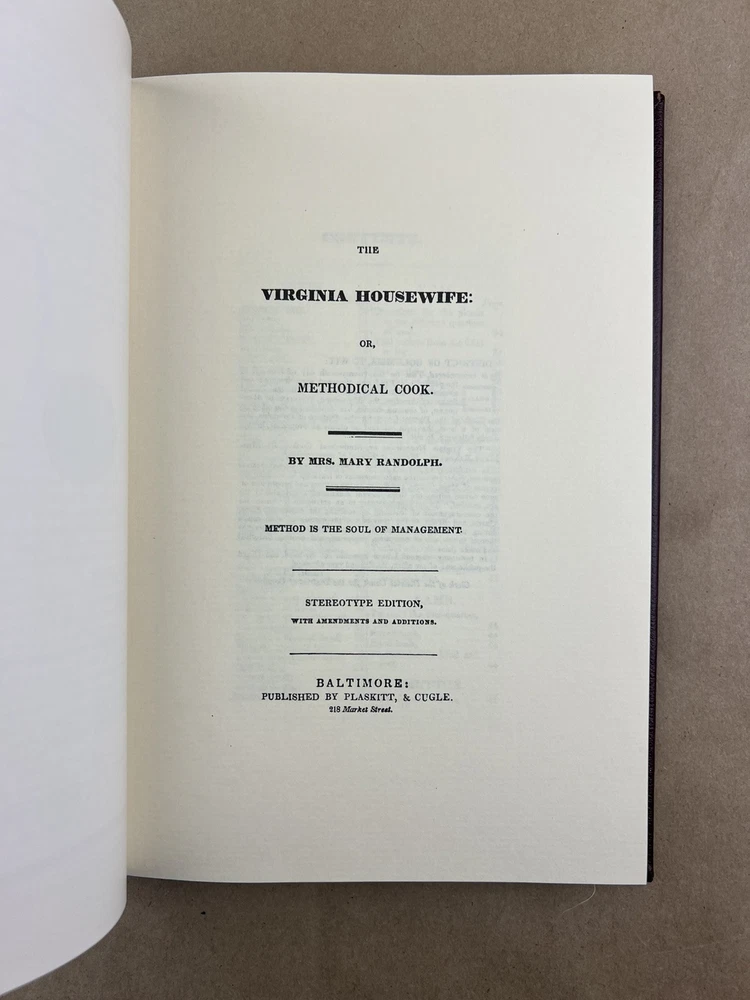 THE
VIRGINIA HOUSEWIFE:
OR,
METHODICAL COOK.
BY MRS. MARY RANDOLPH.
METHOD IS THE SOUL OF MANAGEMENT
STEREOTYPE EDITION,
WITH AMENDMENTS AND ADDITIONS.
BALTIMORE:
PUBLISHED BY PLASKITT, & CUGLE.
218 Market Street.